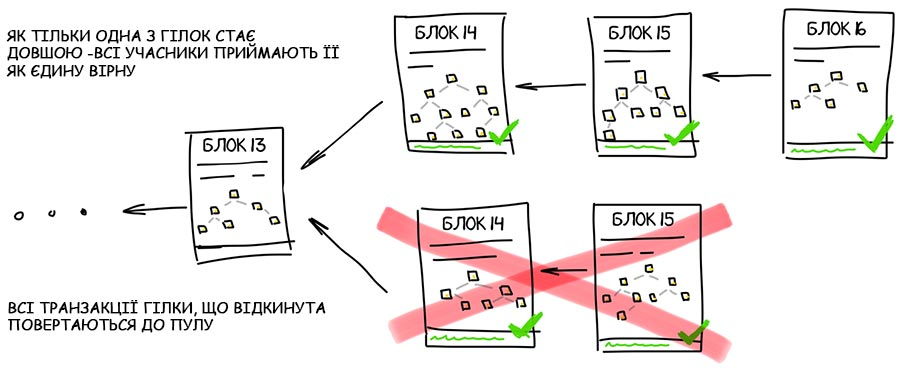 ЯК ТІЛЬКИ ОДНА З ГІЛОК СТАЄ
ДОВШОЮ -ВСІ УЧАСНИКИ ПРИЙМАЮТЬ ЇЇ
ЯК ЄДИНУ ВІРНУ
БЛОК 14
БЛОК 15
БЛОК 16
БЛОК 13
БЛОК 14
БЛОК 15
ВСІ ТРАНЗАКЦІЇ ГІЛКИ, ЩО ВІДКИНУТА
ПОВЕРТАЮТЬСЯ ДО ПУЛУ